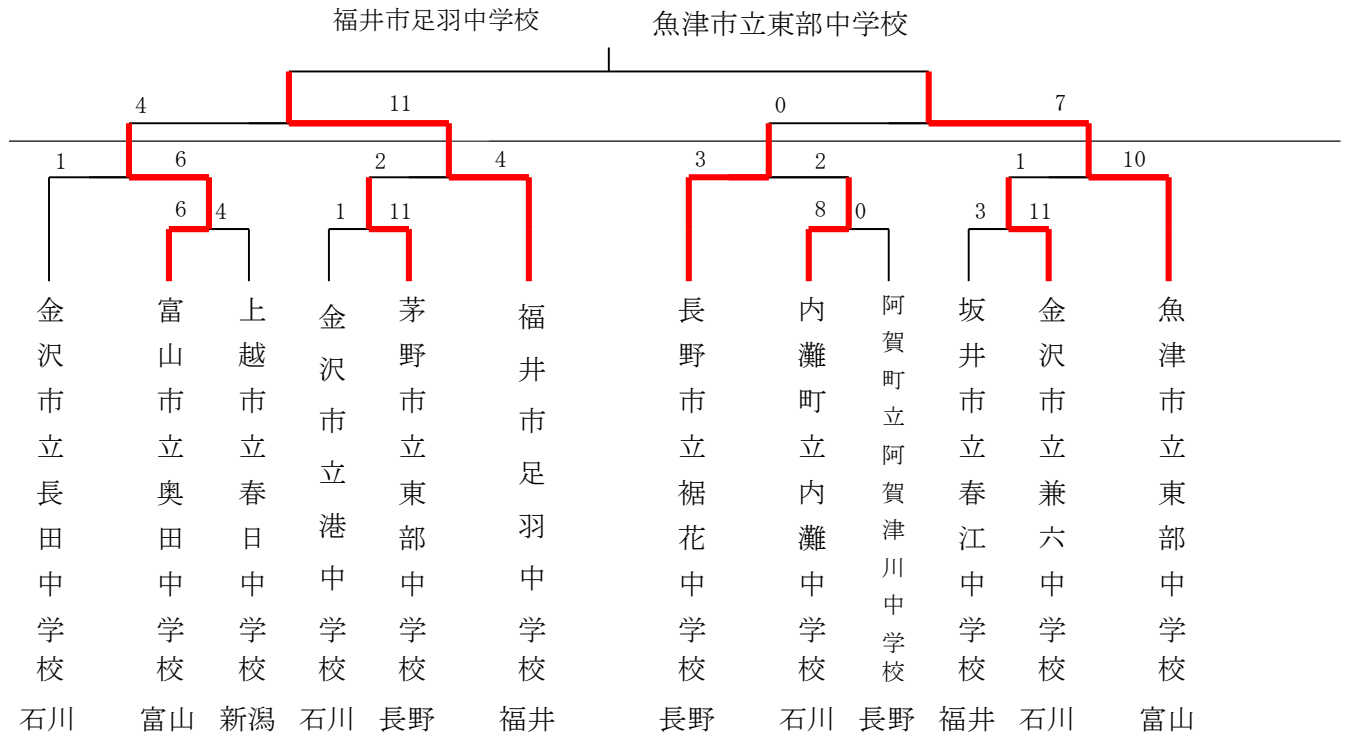 福井市足羽中学校 魚津市立東部中学校
4 11 0 7
1 6 2 4 3 2 1 10
6 4 1 11 8 0 3 11
金沢市立長田中学校
富山市立奥田中学校
上越市立春日中学校
金沢市立港中学校
茅野市立東部中学校
福井市足羽中学校
長野市立裾花中学校
内灘町立内灘中学校
阿賀町立阿賀津川中学校
坂井市立春江中学校
金沢市立兼六中学校
魚津市立東部中学校
石川 富山 新潟 石川 長野 福井 長野 石川 長野 福井 石川 富山